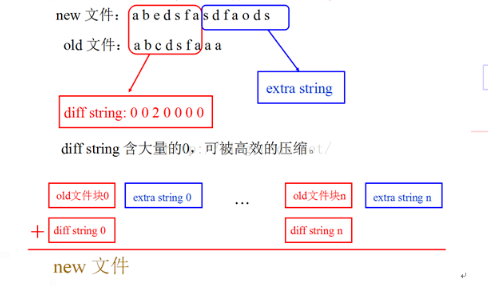 new 文件： a b e d s f a s d f a o d s
old 文件： a b c d s f a a a
extra string
diff string: 0 0 2 0 0 0 0
diff string 含大量的0，可被高效的压缩。
old文件块0 extra string 0 ... old文件块n extra string n
+ diff string 0 diff string n
new 文件